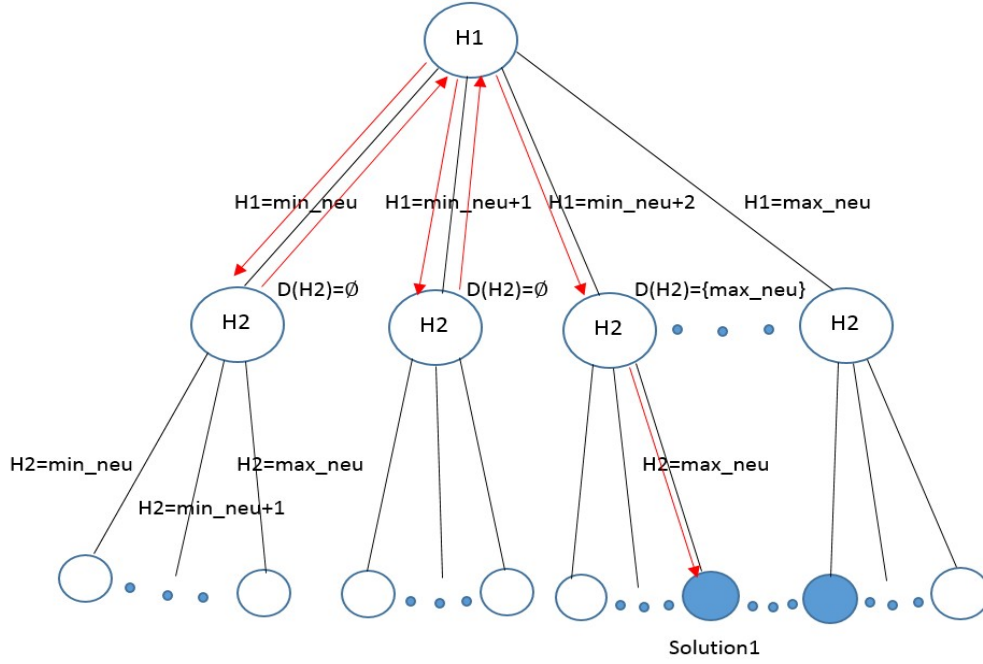 H1
H1=min_neu
H1=min_neu+1
H1=min_neu+2
H1=max_neu
D(H2)=∅
D(H2)=∅
D(H2)={max_neu}
H2
H2
H2
H2
H2=min_neu
H2=max_neu
H2=max_neu
H2=min_neu+1
Solution1